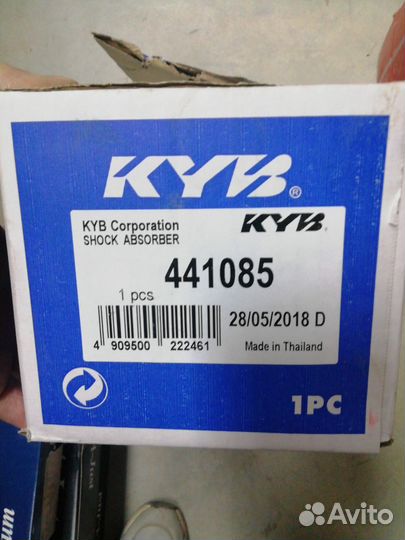 KYB®
KYB Corporation
SHOCK ABSORBER
KYB®
441085
1 pcs
28/05/2018 D
4 909500 222461
Made in Thailand
1PC
Avito